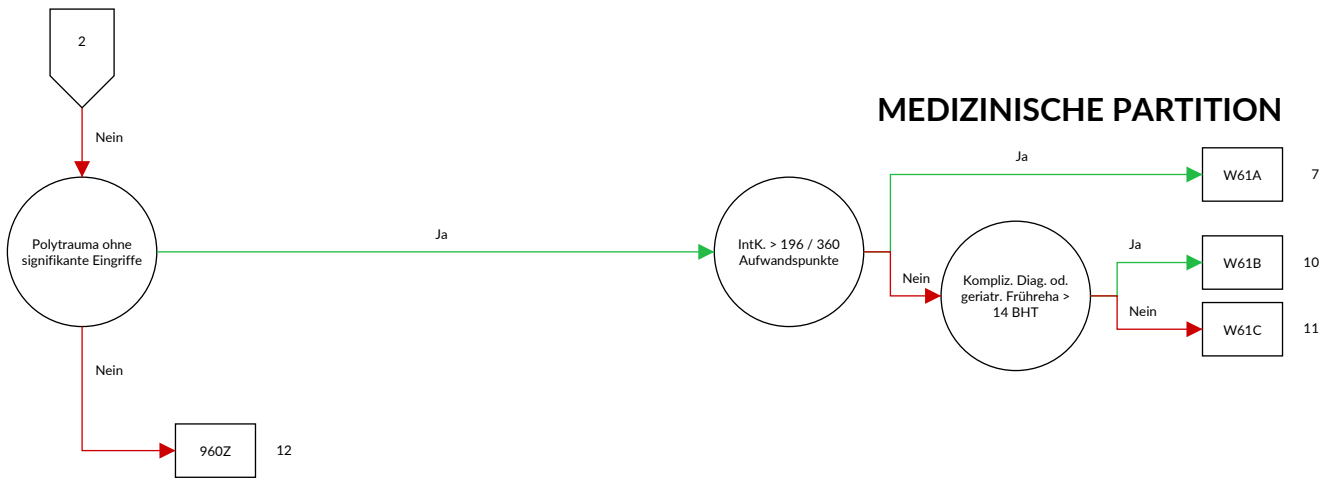 2
Nein
MEDIZINISCHE PARTITION
Ja
W61A
7
Polytrauma ohne
signifikante Eingriffe
Ja
IntK. > 196 / 360
Aufwandspunkte
Nein
Kompliz. Diag. od.
geriatr. Frühreha >
14 BHT
Ja
W61B
10
Nein
W61C
11
Nein
960Z
12